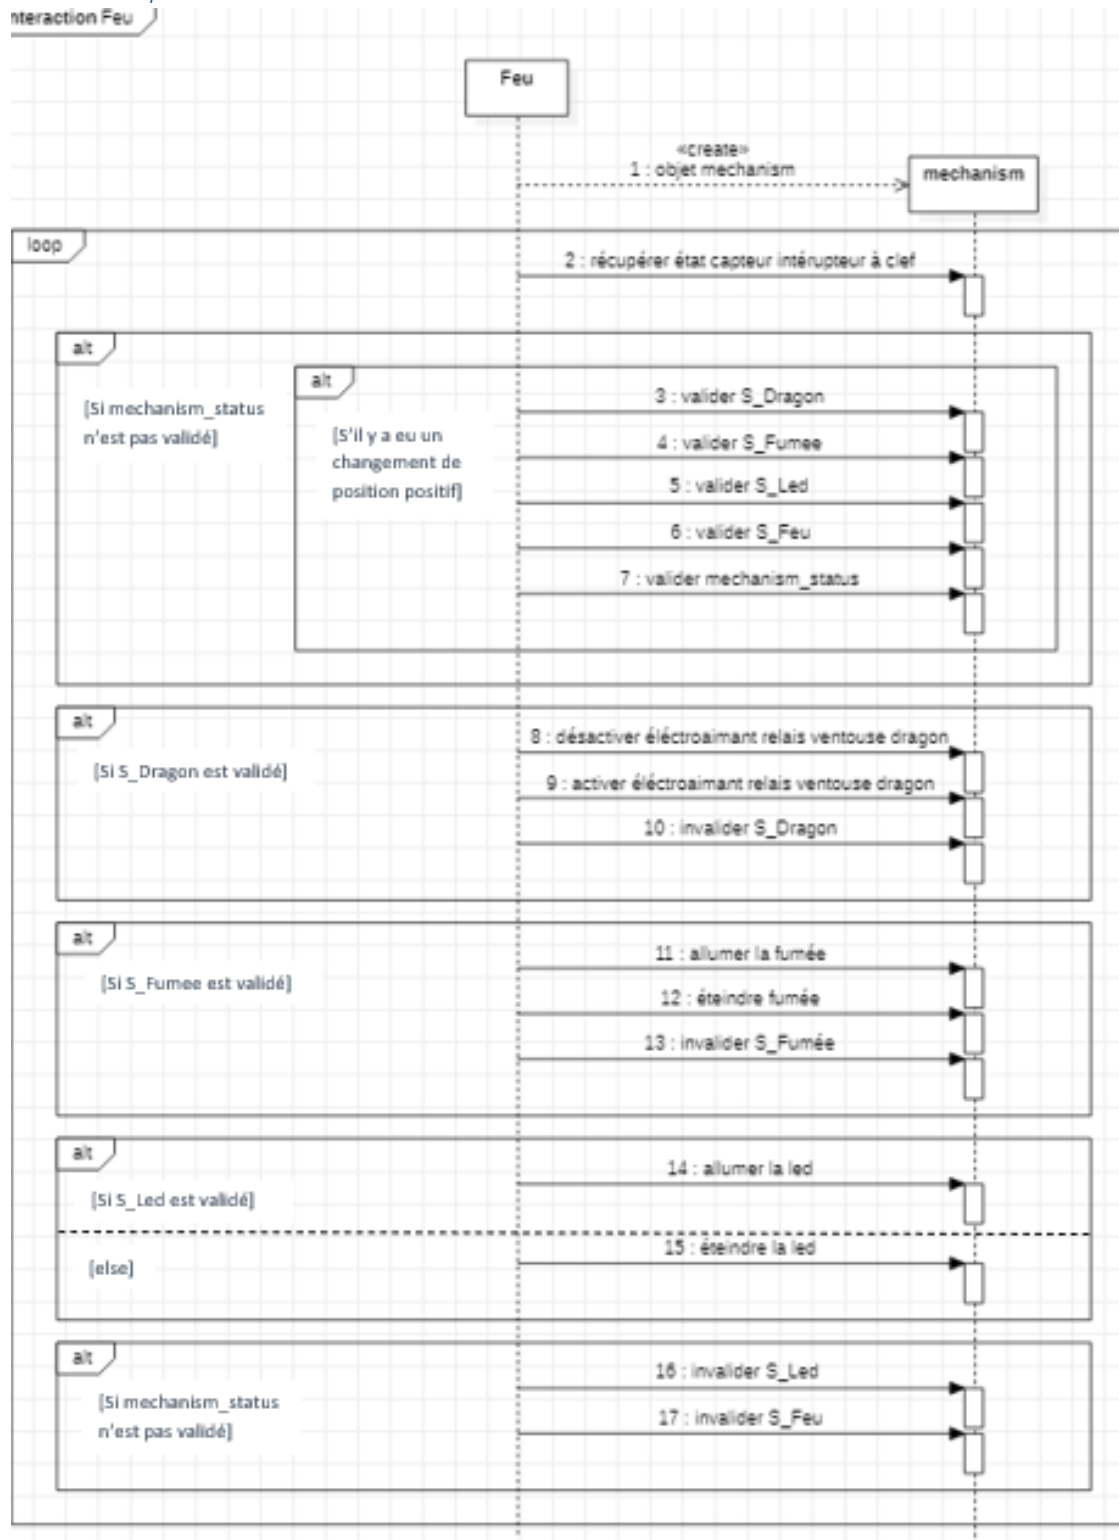 nteraction Feu
Feu
«create»
1 : objet mechanism
mechanism
loop
2 : récupérer état capteur intérupteur à clef
alt
[Si mechanism_status
n'est pas validé]
alt
[S'il y a eu un
changement de
position positif]
3 : valider S_Dragon
4 : valider S_Fumee
5 : valider S_Led
6 : valider S_Feu
7 : valider mechanism_status
alt
[Si S_Dragon est validé]
8 : désactiver éléctroaimant relais ventouse dragon
9 : activer éléctroaimant relais ventouse dragon
10 : invalider S_Dragon
alt
[Si S_Fumee est validé]
11 : allumer la fumée
12 : éteindre fumée
13 : invalider S_Fumée
alt
[Si S_Led est validé]
14 : allumer la led
15 : éteindre la led
[else]
alt
[Si mechanism_status
n'est pas validé]
16 : invalider S_Led
17 : invalider S_Feu